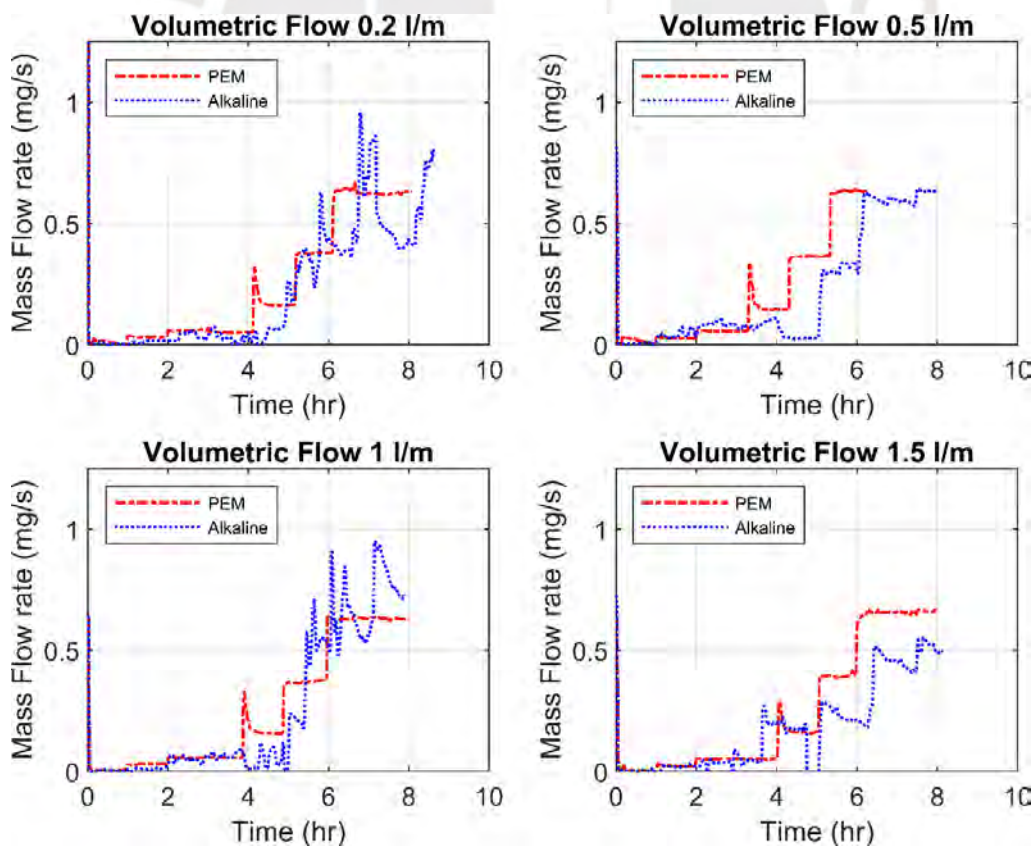 Volumetric Flow 0.2 l/m
Mass Flow rate (mg/s)
1
0.5
0
PEM
Alkaline
0 2 4 6 8 10
Time (hr)
Volumetric Flow 0.5 l/m
Mass Flow rate (mg/s)
1
0.5
0
PEM
Alkaline
0 2 4 6 8 10
Time (hr)
Volumetric Flow 1 l/m
Mass Flow rate (mg/s)
1
0.5
0
PEM
Alkaline
0 2 4 6 8 10
Time (hr)
Volumetric Flow 1.5 l/m
Mass Flow rate (mg/s)
1
0.5
0
PEM
Alkaline
0 2 4 6 8 10
Time (hr)